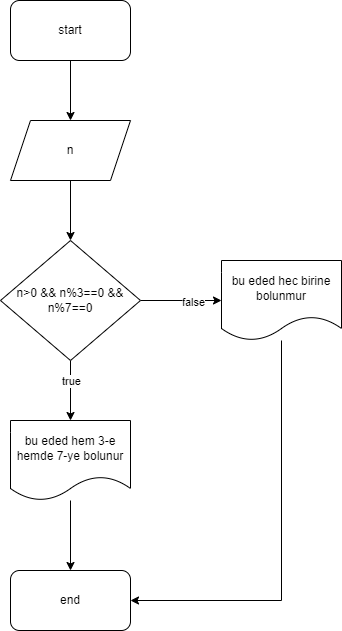 start
n
n>0 && n%3==0 &&
n%7==0
false
bu eded hec birine
bolunmur
true
bu eded hem 3-e
hemde 7-ye bolunur
end